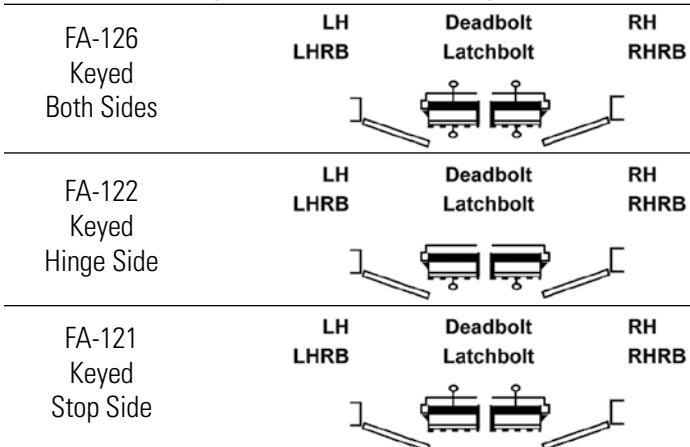 FA-126
Keyed
Both Sides
LH Deadbolt RH
LHRB Latchbolt RHRB
FA-122
Keyed
Hinge Side
LH Deadbolt RH
LHRB Latchbolt RHRB
FA-121
Keyed
Stop Side
LH Deadbolt RH
LHRB Latchbolt RHRB